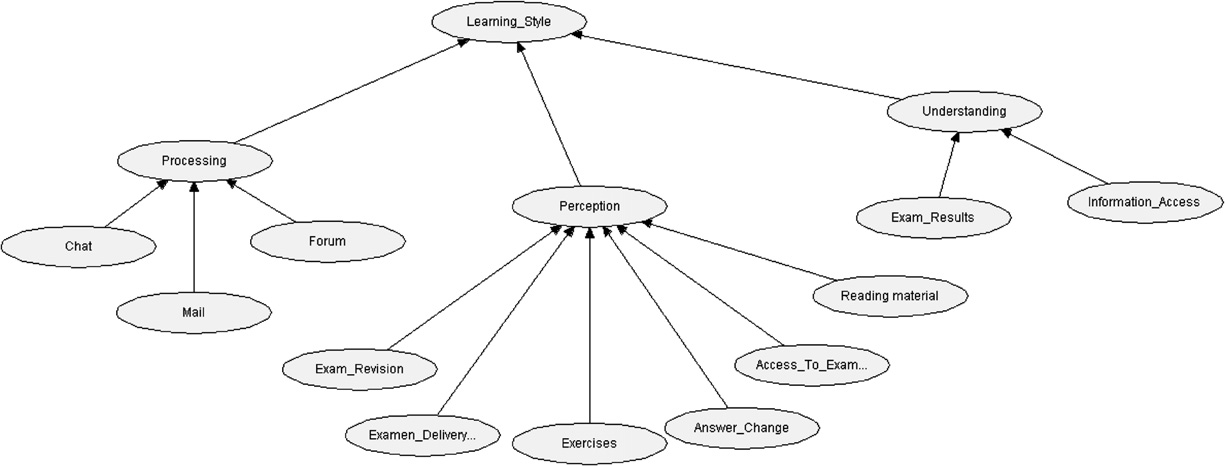 Learning_Style
Understanding
Processing
Information_Access
Perception
Exam_Results
Forum
Chat
Reading material
Mail
Access_To_Exam...
Exam_Revision
Answer_Change
Examen_Delivery...
Exercises